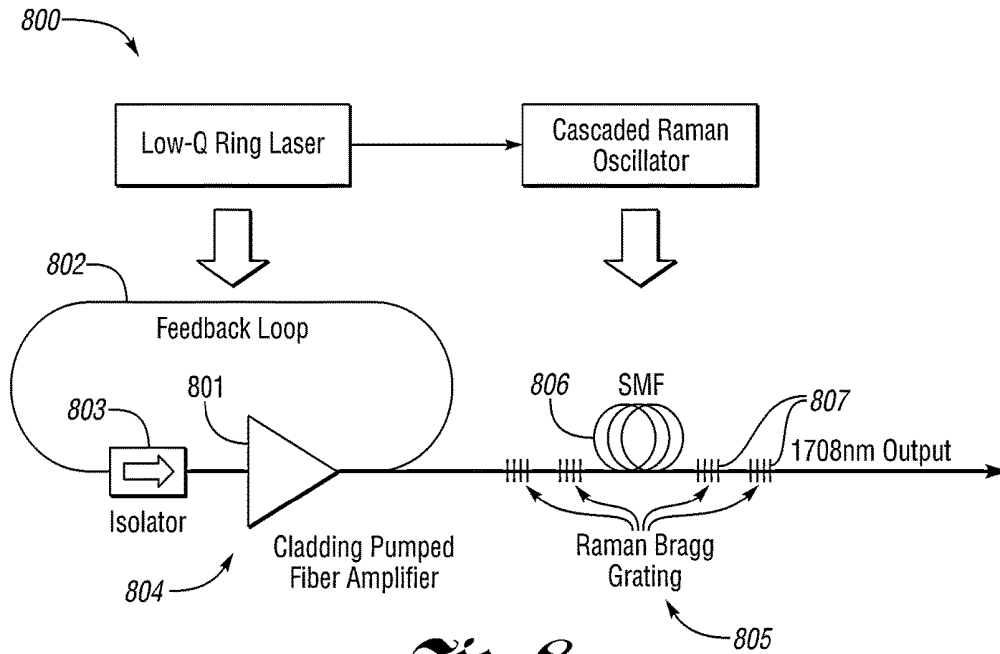 800
Low-Q Ring Laser
Cascaded Raman
Oscillator
802
Feedback Loop
803
801
806
SMF
807
1708nm Output
Isolator
804
Cladding Pumped
Fiber Amplifier
Raman Bragg
Grating
805